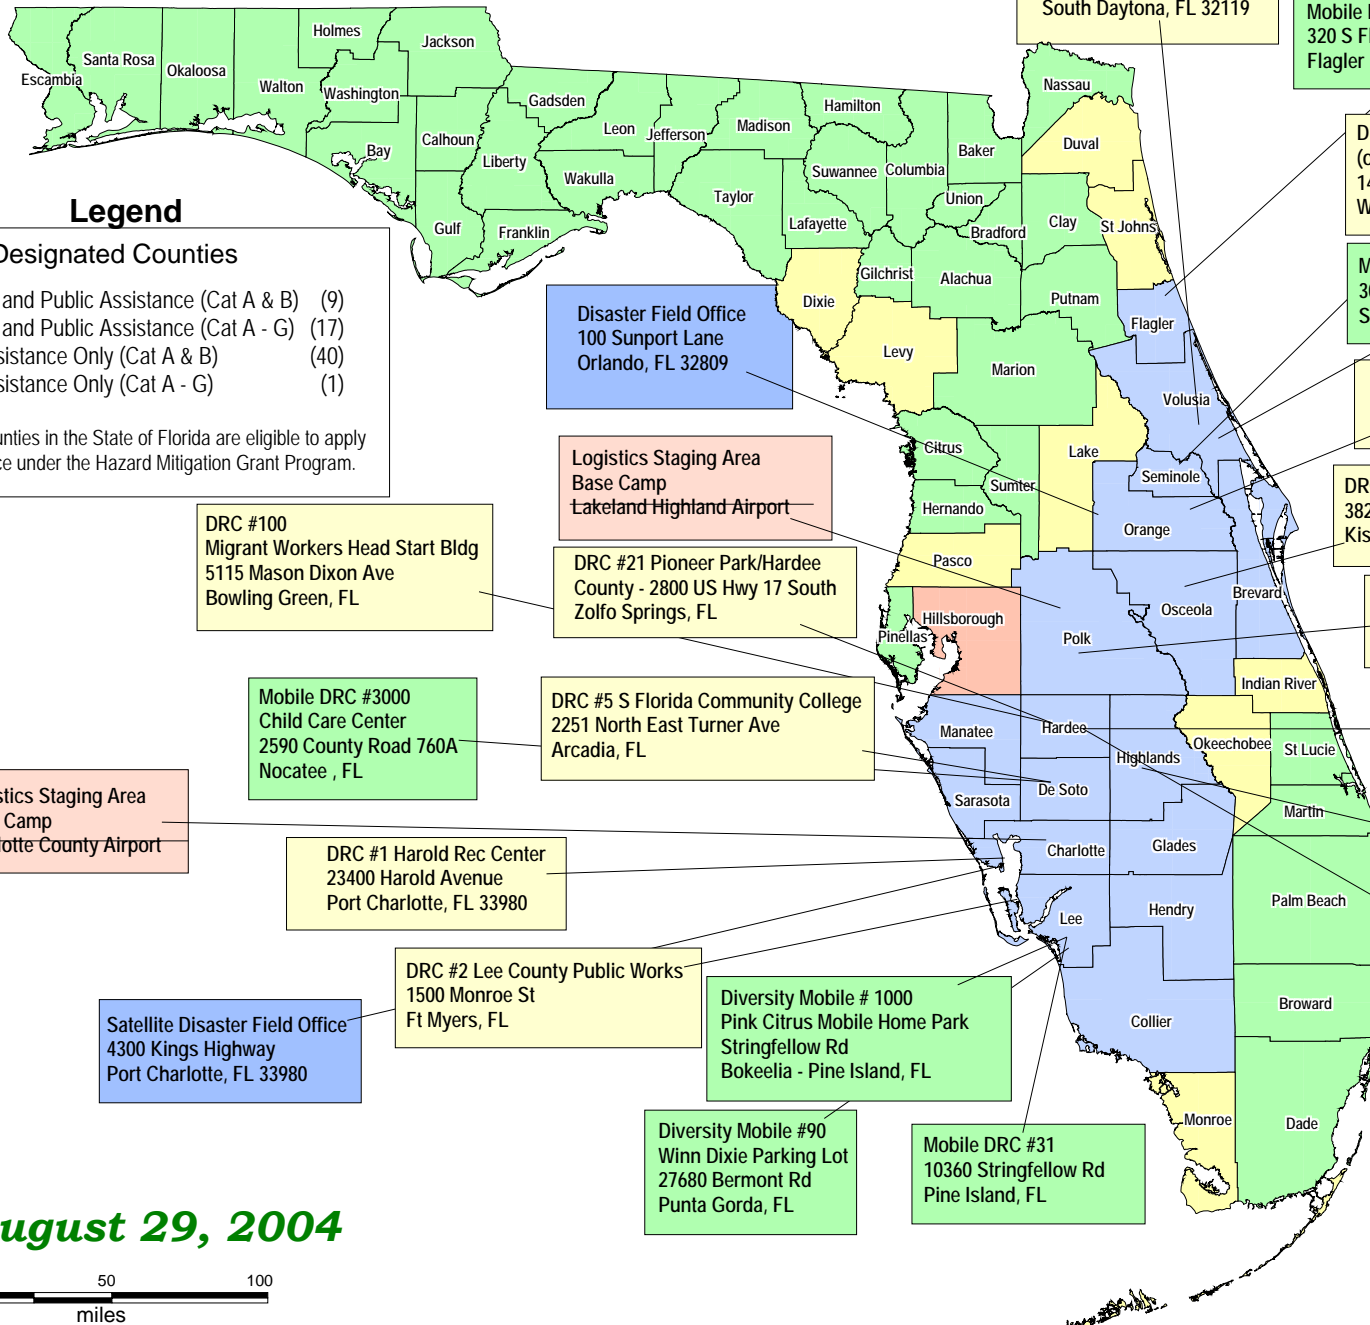 South Daytona, FL 32119
Mobile
320 S Fl
Flagler
Holmes
Jackson
Santa Rosa
Okaloosa
Escambia
Walton
Washington
Gadsden
Leon
Jefferson
Madison
Hamilton
Nassau
Calhoun
Bay
Liberty
Wakulla
Suwannee
Columbia
Baker
Duval
Taylor
Union
Lafayette
Bradford
Clay
St Johns
Gulf
Franklin
Gilchrist
Alachua
Putnam
Dixie
Levy
Marion
Flagler
Volusia
Legend
Designated Counties
and Public Assistance (Cat A & B) (9)
and Public Assistance (Cat A - G) (17)
sistance Only (Cat A & B) (40)
sistance Only (Cat A - G) (1)
unties in the State of Florida are eligible to apply
ce under the Hazard Mitigation Grant Program.
Disaster Field Office
100 Sunport Lane
Orlando, FL 32809
Logistics Staging Area
Base Camp
Lakeland Highland Airport
Citrus
Sumter
Lake
Seminole
Hernando
Orange
Pasco
Osceola
Brevard
DRC #100
Migrant Workers Head Start Bldg
5115 Mason Dixon Ave
Bowling Green, FL
DRC #21 Pioneer Park/Hardee
County - 2800 US Hwy 17 South
Zolfo Springs, FL
DR
382
Kis
Hillsborough
Pinellas
Polk
Indian River
Mobile DRC #3000
Child Care Center
2590 County Road 760A
Nocatee , FL
DRC #5 S Florida Community College
2251 North East Turner Ave
Arcadia, FL
Manatee
Hardee
Highlands
Okeechobee
St Lucie
Sarasota
De Soto
Martin
stics Staging Area
Camp
lotte County Airport
DRC #1 Harold Rec Center
23400 Harold Avenue
Port Charlotte, FL 33980
Charlotte
Glades
Lee
Hendry
Palm Beach
DRC #2 Lee County Public Works
1500 Monroe St
Ft Myers, FL
Satellite Disaster Field Office
4300 Kings Highway
Port Charlotte, FL 33980
Diversity Mobile # 1000
Pink Citrus Mobile Home Park
Stringfellow Rd
Bokeelia - Pine Island, FL
Collier
Broward
Diversity Mobile #90
Winn Dixie Parking Lot
27680 Bermont Rd
Punta Gorda, FL
Mobile DRC #31
10360 Stringfellow Rd
Pine Island, FL
Monroe
Dade
ugust 29, 2004
50 100
miles